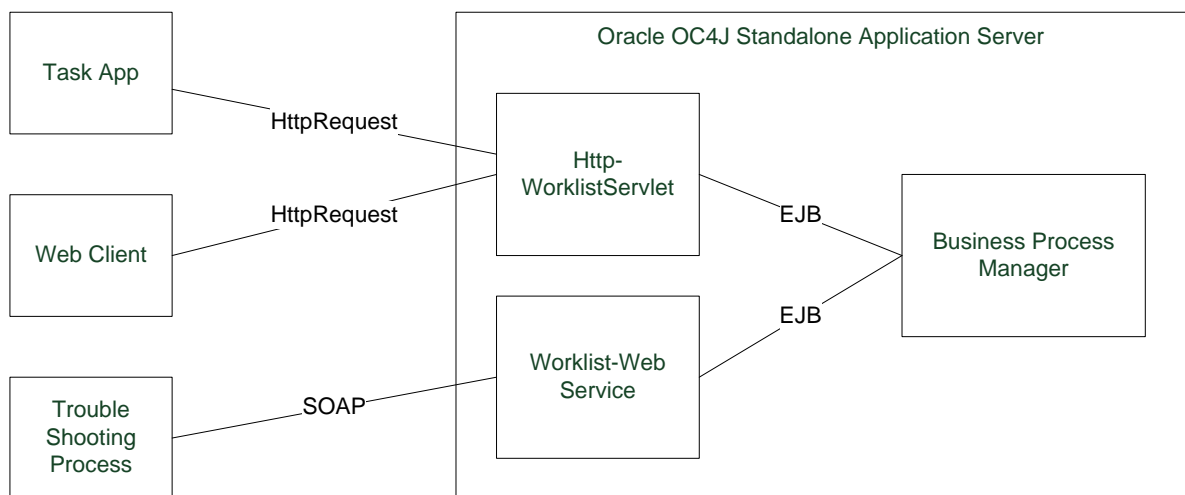 Oracle OC4J Standalone Application Server
Task App
HttpRequest
Http-
WorklistServlet
Web Client
HttpRequest
EJB
Business Process
Manager
EJB
Worklist-Web
Service
Trouble
Shooting
Process
SOAP